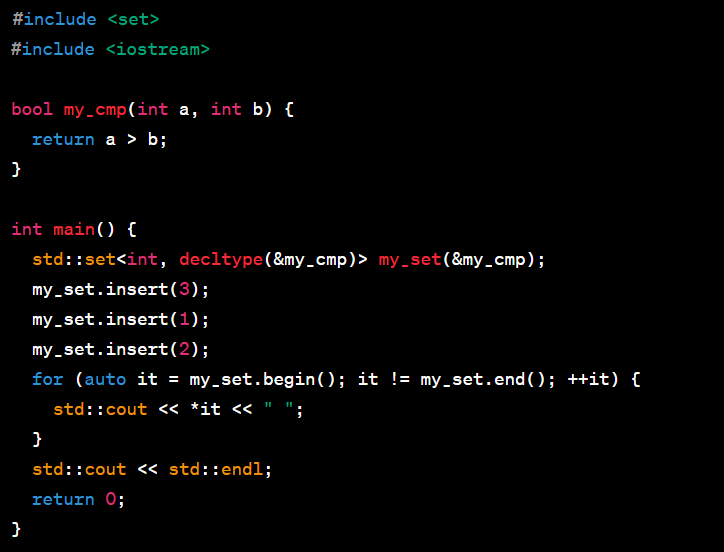 #include <set>
#include <iostream>

bool my_cmp(int a, int b) {
  return a > b;
}

int main() {
  std::set<int, decltype(&my_cmp)> my_set(&my_cmp);
  my_set.insert(3);
  my_set.insert(1);
  my_set.insert(2);
  for (auto it = my_set.begin(); it != my_set.end(); ++it) {
    std::cout << *it << " ";
  }
  std::cout << std::endl;
  return 0;
}